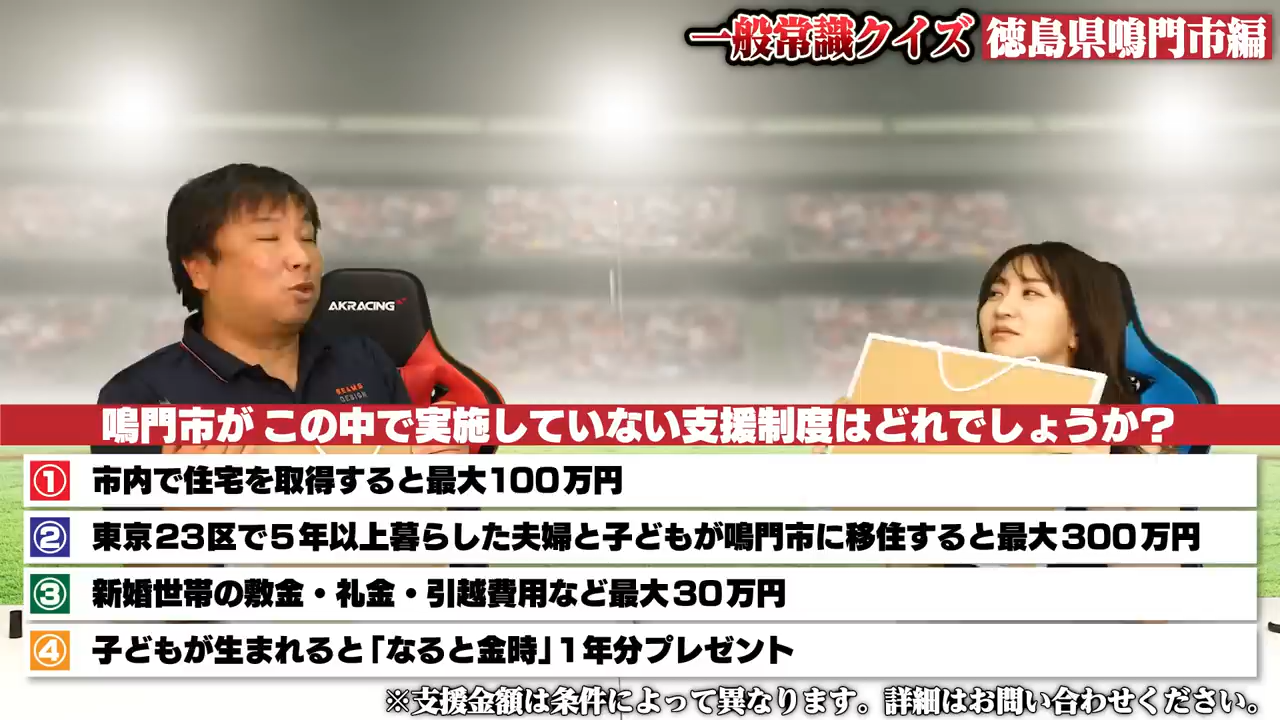 一般常識クイズ 徳島県鳴門市編
AKRACING
BEAMS
DESIGN
鳴門市が この中で実施していない支援制度はどれでしょうか?
① 市内で住宅を取得すると最大100万円
② 東京23区で5年以上暮らした夫婦と子どもが鳴門市に移住すると最大300万円
③ 新婚世帯の敷金・礼金・引越費用など最大30万円
④ 子どもが生まれると「なると金時」1年分プレゼント
※支援金額は条件によって異なります。詳細はお問い合わせください。